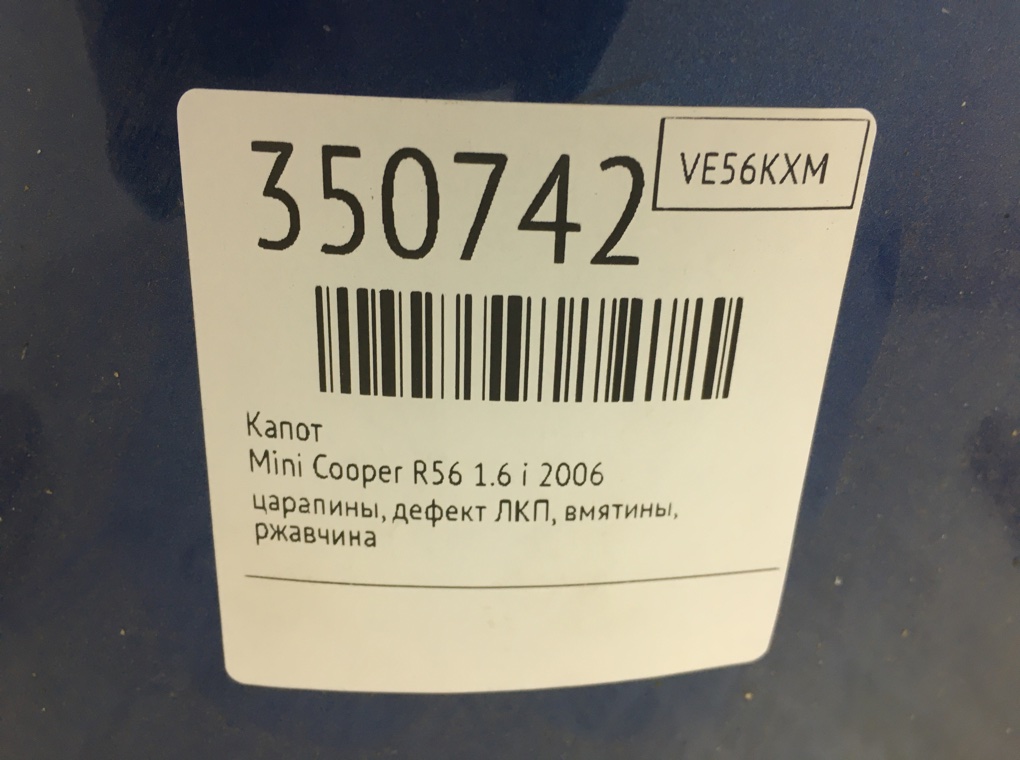 350742
VE56KXM
Капот
Mini Cooper R56 1.6 i 2006
царапины, дефект ЛКП, вмятины,
ржавчина